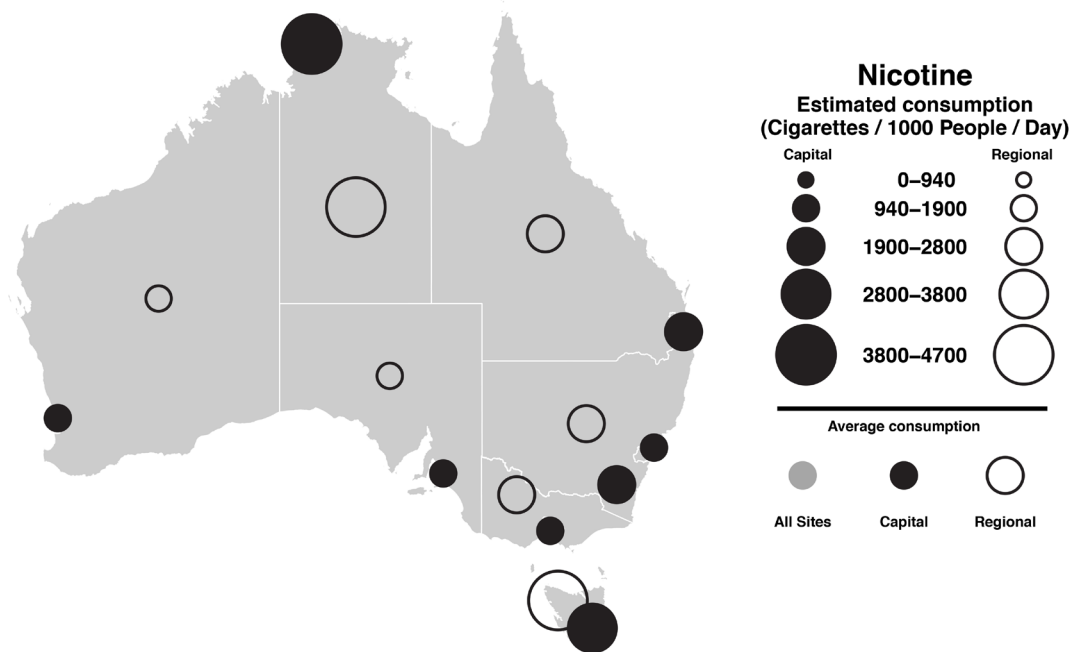 Nicotine
Estimated consumption
(Cigarettes / 1000 People / Day)
Capital Regional
0–940
940–1900
1900–2800
2800–3800
3800–4700
Average consumption
All Sites Capital Regional